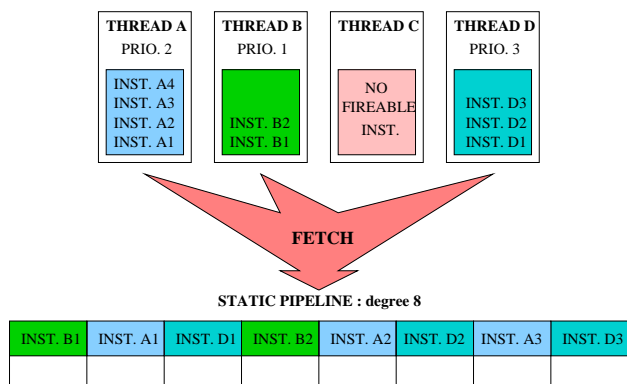 THREAD A
PRIO. 2
INST. A4
INST. A3
INST. A2
INST. A1
THREAD B
PRIO. 1
INST. B2
INST. B1
THREAD C
NO
FIREABLE
INST.
THREAD D
PRIO. 3
INST. D3
INST. D2
INST. D1
FETCH
STATIC PIPELINE : degree 8
INST. B1 INST. A1 INST. D1 INST. B2 INST. A2 INST. D2 INST. A3 INST. D3